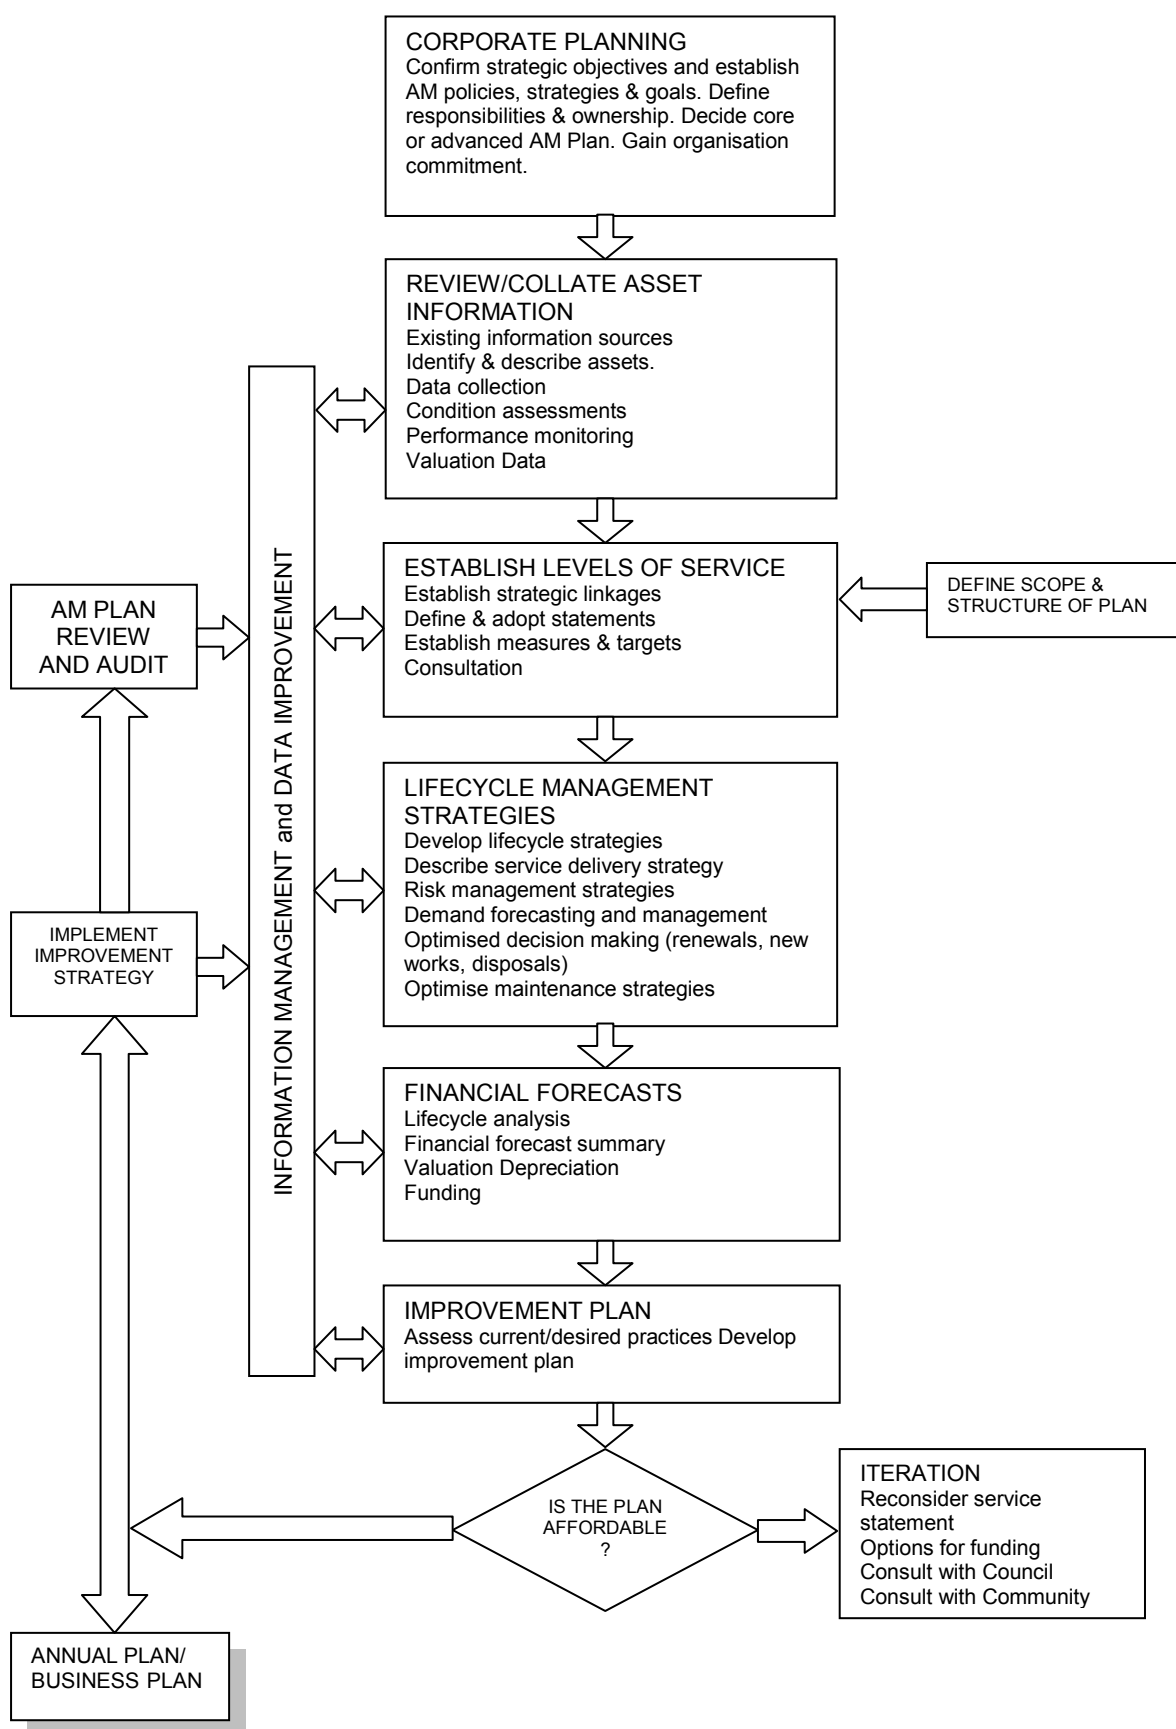 CORPORATE PLANNING
Confirm strategic objectives and establish
AM policies, strategies & goals. Define
responsibilities & ownership. Decide core
or advanced AM Plan. Gain organisation
commitment.
REVIEW/COLLATE ASSET
INFORMATION
Existing information sources
Identify & describe assets.
Data collection
Condition assessments
Performance monitoring
Valuation Data
ESTABLISH LEVELS OF SERVICE
Establish strategic linkages
Define & adopt statements
Establish measures & targets
Consultation
DEFINE SCOPE &
STRUCTURE OF PLAN
AM PLAN
REVIEW
AND AUDIT
INFORMATION MANAGEMENT and DATA IMPROVEMENT
LIFECYCLE MANAGEMENT
STRATEGIES
Develop lifecycle strategies
Describe service delivery strategy
Risk management strategies
Demand forecasting and management
Optimised decision making (renewals, new
works, disposals)
Optimise maintenance strategies
IMPLEMENT
IMPROVEMENT
STRATEGY
FINANCIAL FORECASTS
Lifecycle analysis
Financial forecast summary
Valuation Depreciation
Funding
IMPROVEMENT PLAN
Assess current/desired practices Develop
improvement plan
IS THE PLAN
AFFORDABLE
?
ITERATION
Reconsider service
statement
Options for funding
Consult with Council
Consult with Community
ANNUAL PLAN/
BUSINESS PLAN